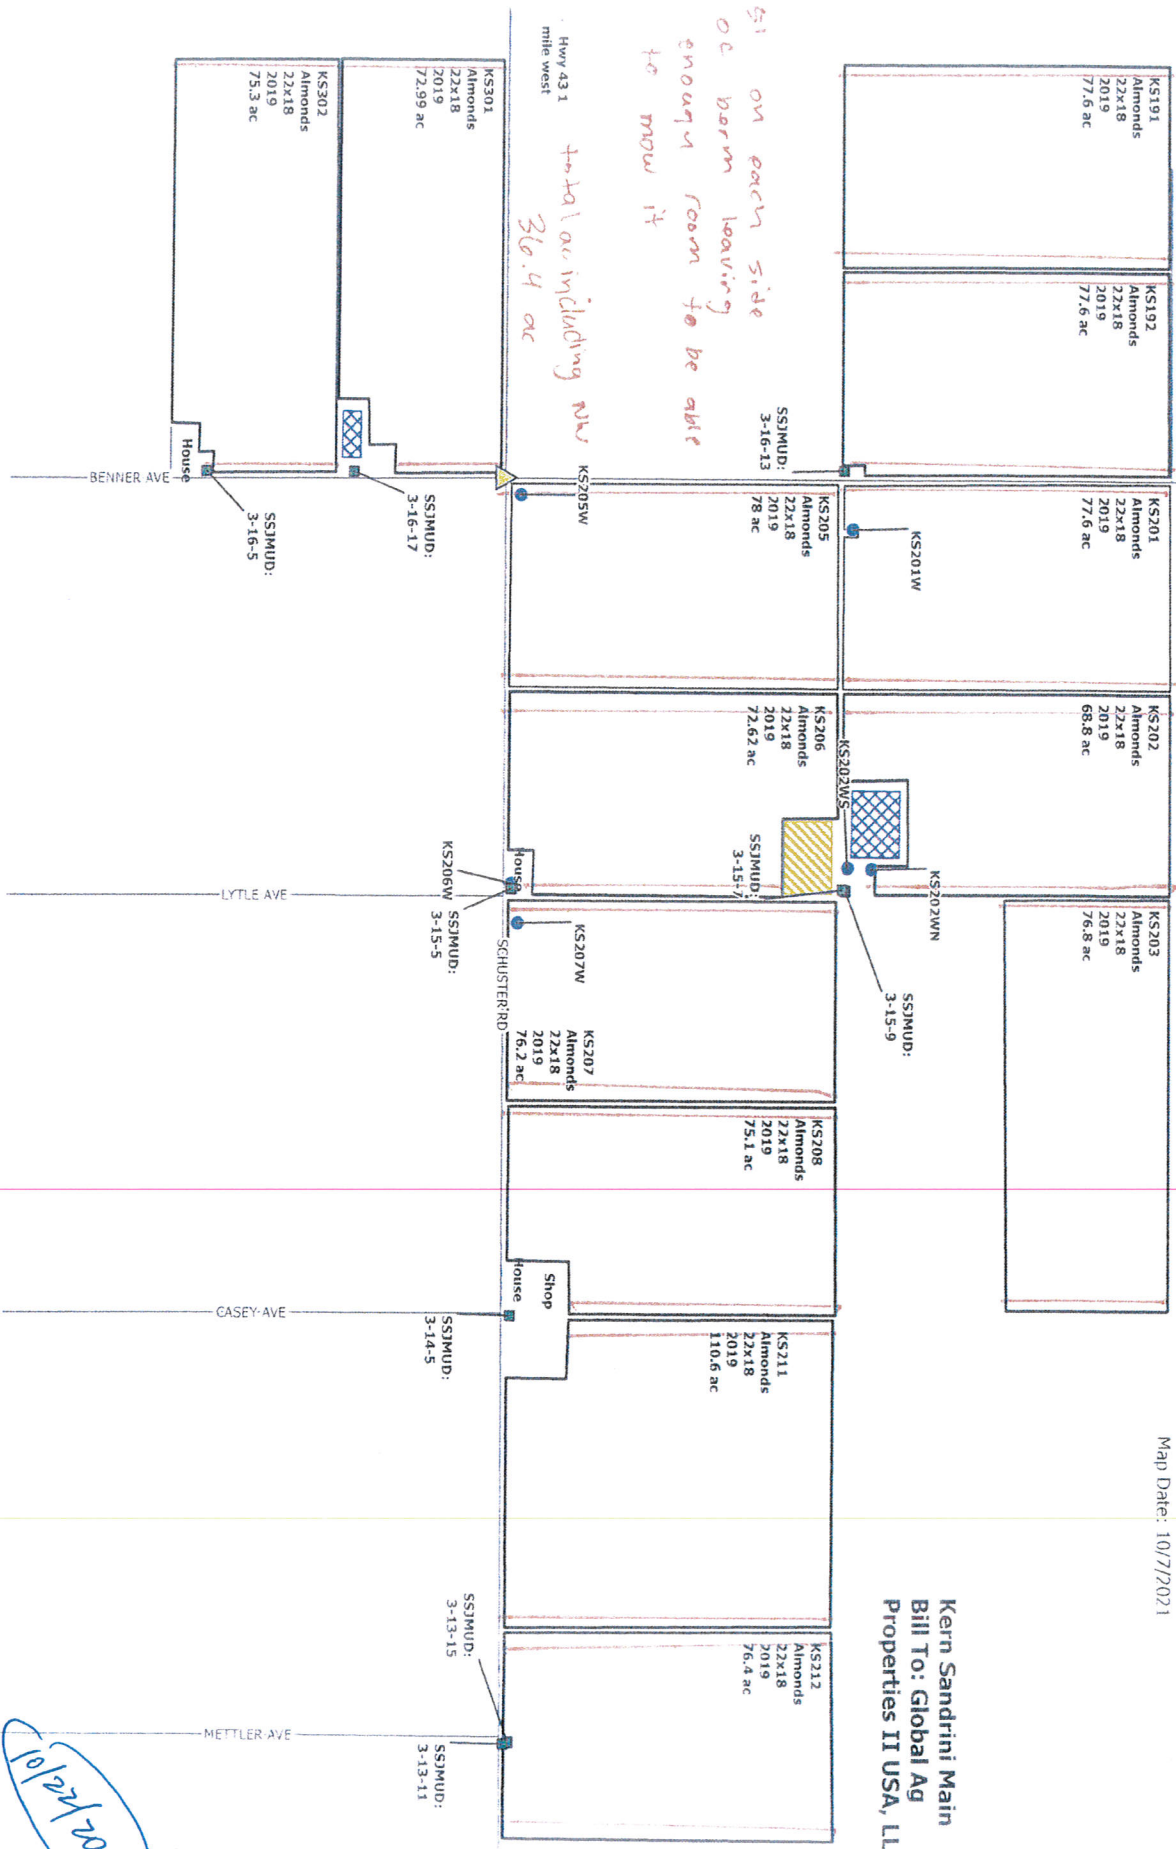 Map Date: 10/7/2021
Kern Sandrini Main
Bill To: Global Ag
Properties II USA, LL
KS191
Almonds
22x18
2019
77.6 ac
KS192
Almonds
22x18
2019
77.6 ac
SSJMUD:
3-16-13
KS201
Almonds
22x18
2019
77.6 ac
KS201W
KS202
Almonds
22x18
2019
68.8 ac
KS202WS
KS202WN
KS203
Almonds
22x18
2019
76.8 ac
SSJMUD:
3-15-9
on each side
berm leaving
enough room to be able
to mow it
Hwy 43 1
mile west
total ac including NW
36.4 ac
KS205
Almonds
22x18
2019
78 ac
KS205W
KS206
Almonds
22x18
2019
72.62 ac
SSJMUD:
3-15-7
House
KS206W
SSJMUD:
3-15-5
KS207W
KS207
Almonds
22x18
2019
76.2 ac
KS208
Almonds
22x18
2019
75.1 ac
Shop
House
SSJMUD:
3-14-5
KS211
Almonds
22x18
2019
110.6 ac
KS212
Almonds
22x18
2019
76.4 ac
SSJMUD:
3-13-15
SSJMUD:
3-13-11
SCHUSTER RD
KS301
Almonds
22x18
2019
72.99 ac
SSJMUD:
3-16-17
KS302
Almonds
22x18
2019
75.3 ac
House
SSJMUD:
3-16-5
BENNER AVE
LYTLE AVE
CASEY AVE
METTLER AVE